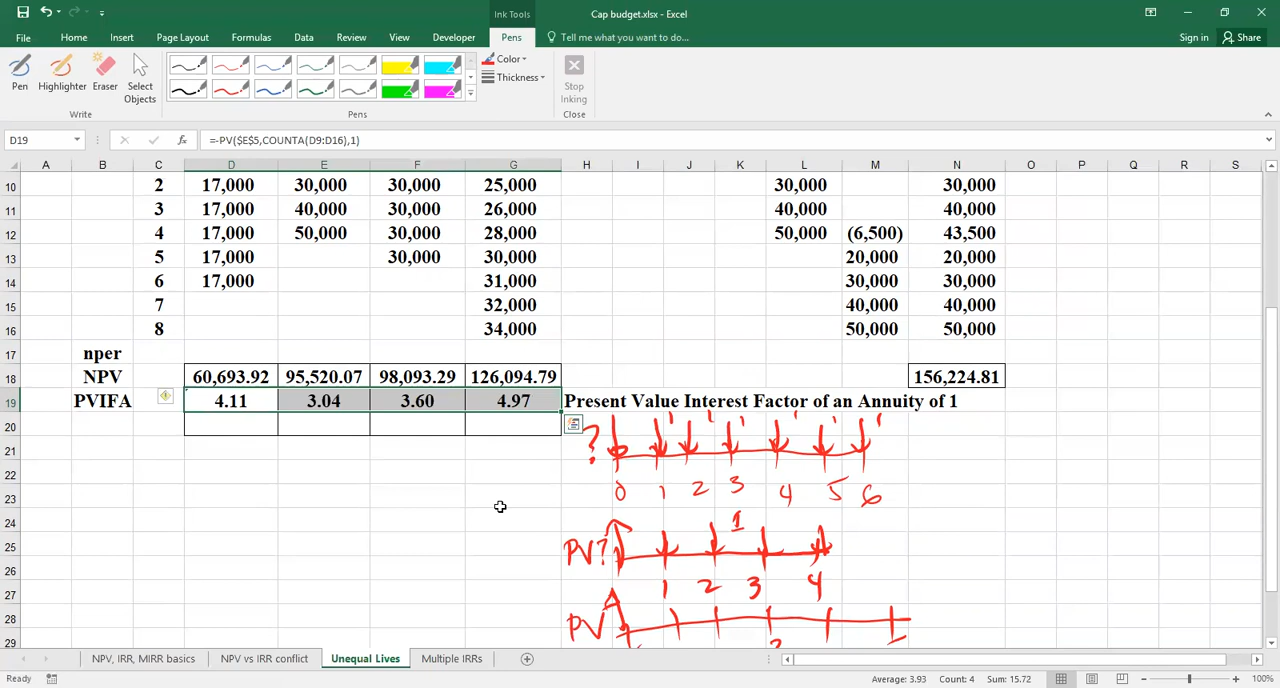 Ink Tools
Cap budget.xlsx - Excel
File Home Insert Page Layout Formulas Data Review View Developer Pens Tell me what you want to do... Sign in Share
Pen Highlighter Eraser Select Objects
Color
Thickness
Stop Inking
Write Pens Close
D19 fx =-PV($E$5,COUNTA(D9:D16),1)
A B C D E F G H I J K L M N O P Q R S
10 2 17,000 30,000 30,000 25,000 30,000 30,000
11 3 17,000 40,000 30,000 26,000 40,000 40,000
12 4 17,000 50,000 30,000 28,000 50,000 (6,500) 43,500
13 5 17,000 30,000 30,000 20,000 20,000
14 6 17,000 31,000 30,000 30,000
15 7 32,000 40,000 40,000
16 8 34,000 50,000 50,000
17 nper
18 NPV 60,693.92 95,520.07 98,093.29 126,094.79 156,224.81
19 PVIFA 4.11 3.04 3.60 4.97 Present Value Interest Factor of an Annuity of 1
20
21 ?
22
23 0 1 2 3 4 5 6
24 1
25 PV?
26
27 1 2 3 4
28 PV
29
NPV, IRR, MIRR basics NPV vs IRR conflict Unequal Lives Multiple IRRs
Ready Average: 3.93 Count: 4 Sum: 15.72 100%